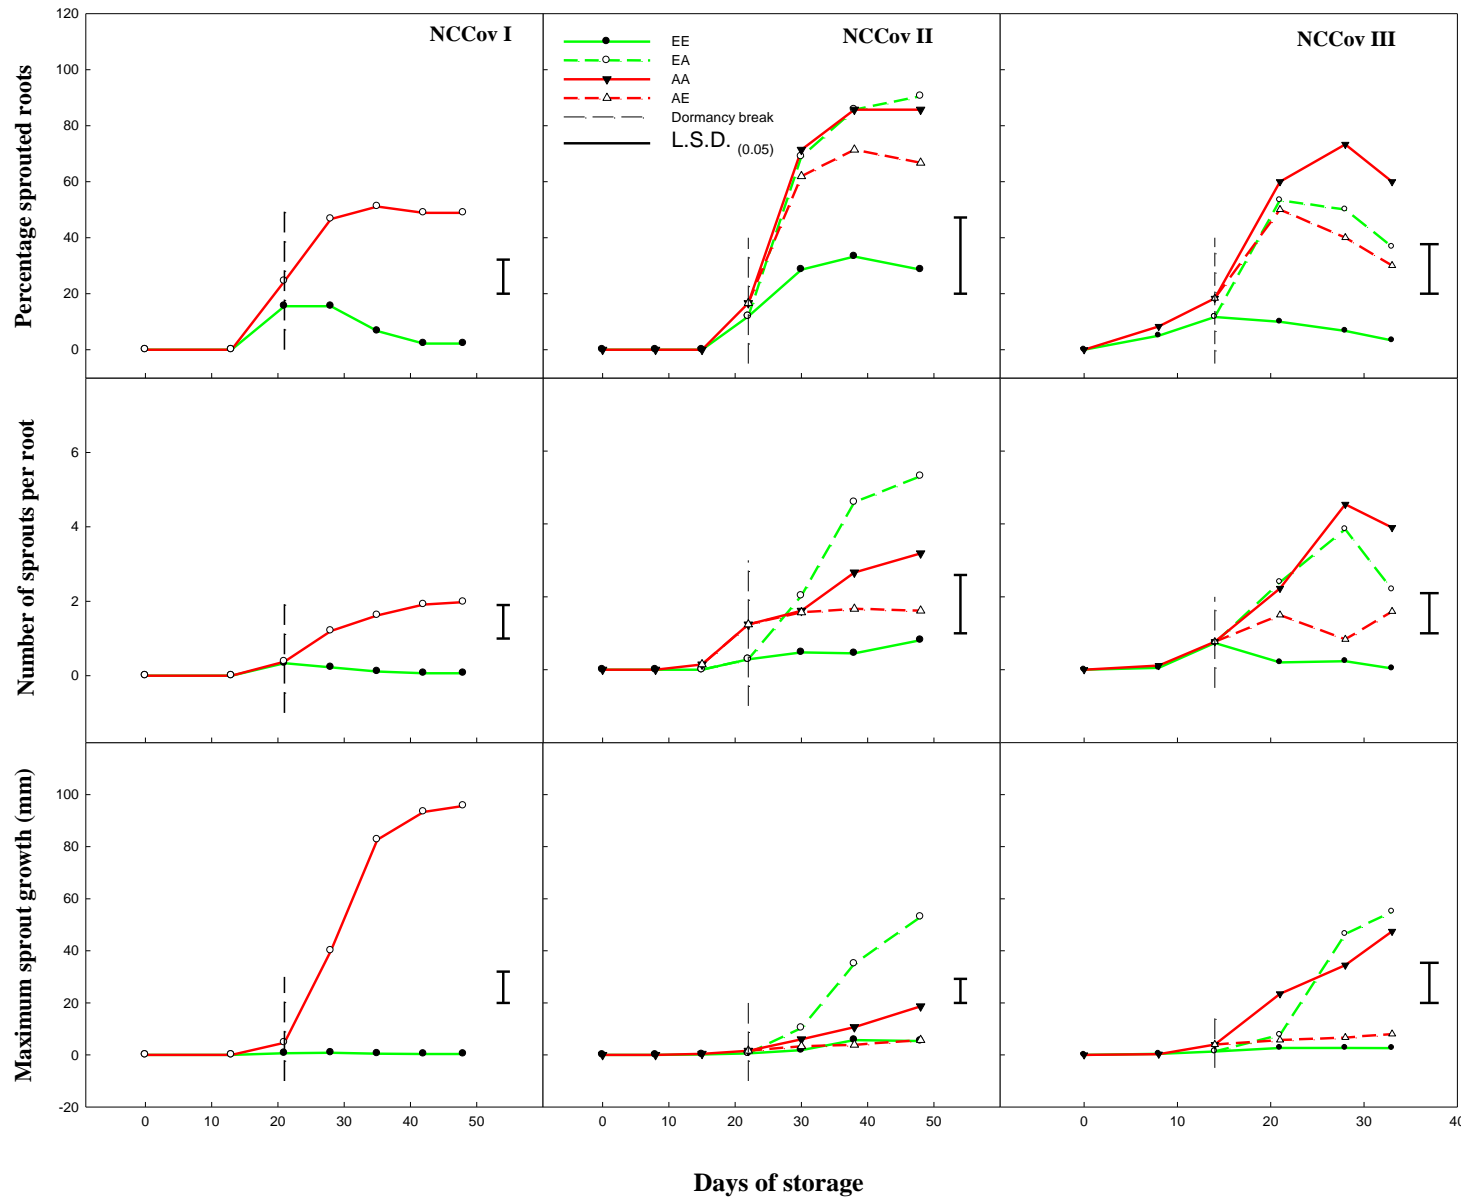 NCCov I
NCCov II
NCCov III
EE
EA
AA
AE
Dormancy break
L.S.D. (0.05)
Percentage sprouted roots
120
100
80
60
40
20
0
Number of sprouts per root
6
4
2
0
Maximum sprout growth (mm)
100
80
60
40
20
0
-20
0 10 20 30 40 50
0 10 20 30 40 50
0 10 20 30 40
Days of storage